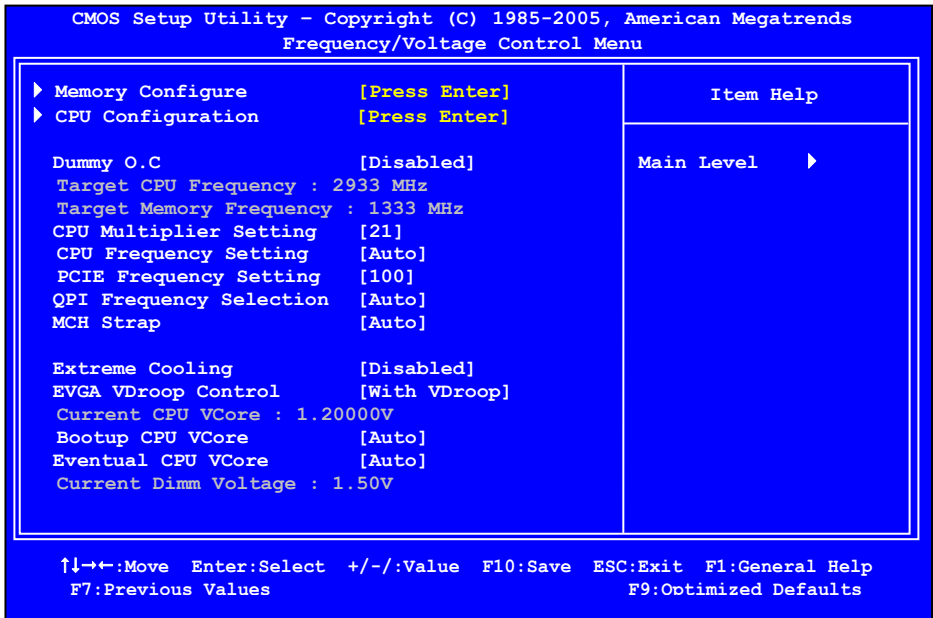 CMOS Setup Utility – Copyright (C) 1985-2005, American Megatrends
Frequency/Voltage Control Menu
Memory Configure [Press Enter]
CPU Configuration [Press Enter]
Item Help
Dummy O.C [Disabled]
Main Level
Target CPU Frequency : 2933 MHz
Target Memory Frequency : 1333 MHz
CPU Multiplier Setting [21]
CPU Frequency Setting [Auto]
PCIE Frequency Setting [100]
QPI Frequency Selection [Auto]
MCH Strap [Auto]
Extreme Cooling [Disabled]
EVGA VDroop Control [With VDroop]
Current CPU VCore : 1.20000V
Bootup CPU VCore [Auto]
Eventual CPU VCore [Auto]
Current Dimm Voltage : 1.50V
↑↓→←:Move Enter:Select +/-/:Value F10:Save ESC:Exit F1:General Help
F7:Previous Values F9:Optimized Defaults